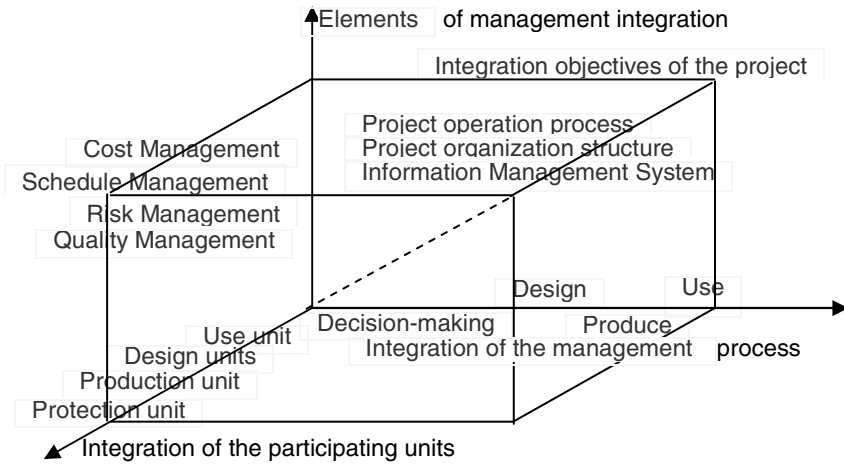 Elements of management integration
Integration objectives of the project
Project operation process
Project organization structure
Information Management System
Cost Management
Schedule Management
Risk Management
Quality Management
Design
Use
Decision-making
Produce
Integration of the management process
Use unit
Design units
Production unit
Protection unit
Integration of the participating units